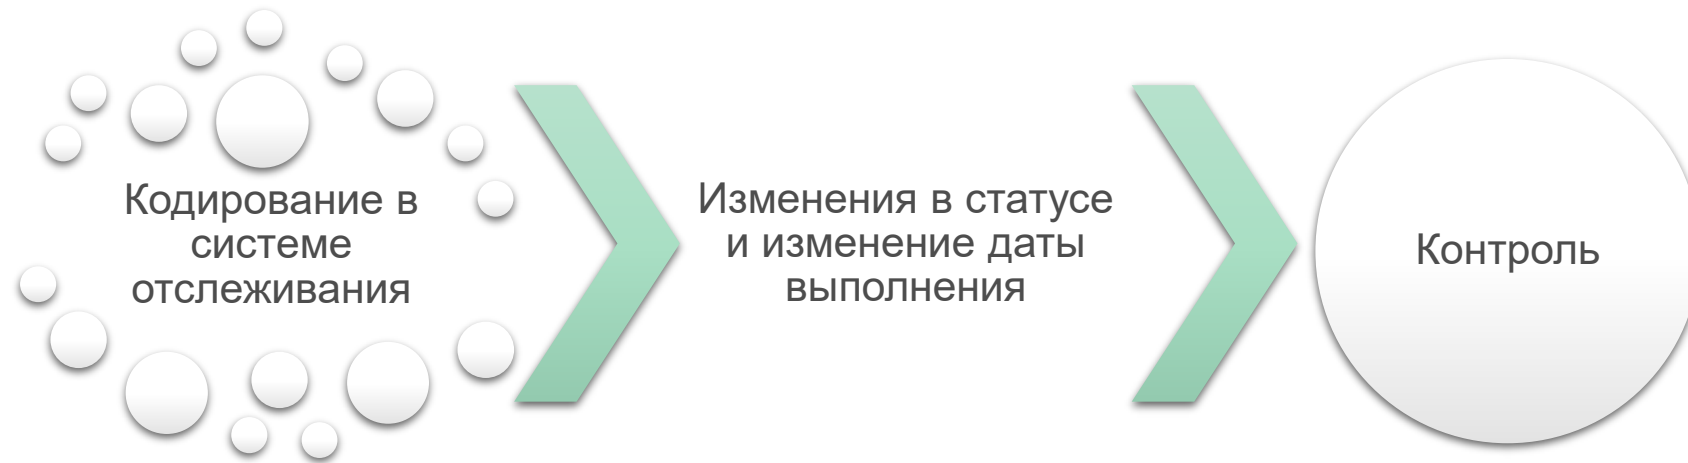 Кодирование в
системе
отслеживания
Изменения в статусе
и изменение даты
выполнения
Контроль